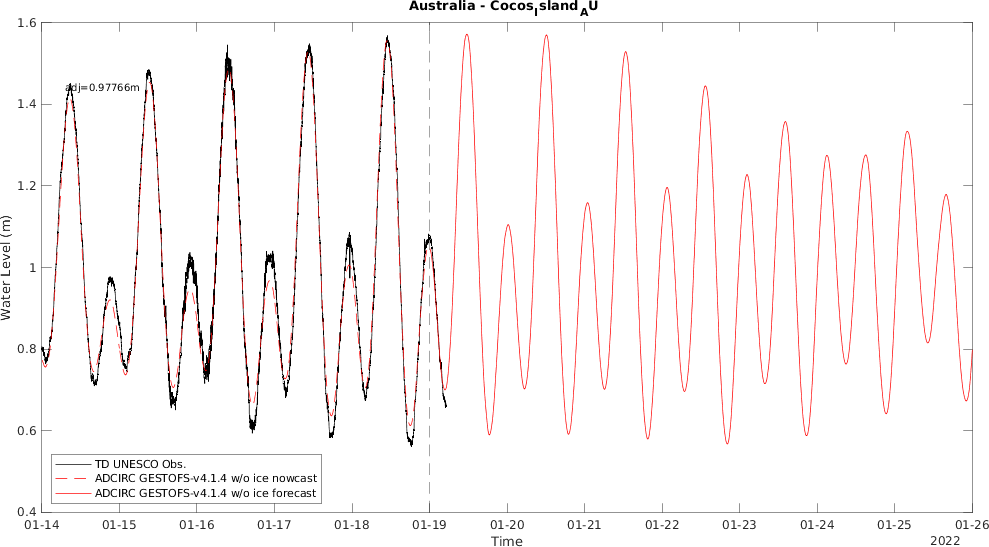 Australia - Cocos_Island_AU
1.6
adj=0.97766m
1.4
1.2
1
0.8
0.6
0.4
Water Level (m)
TD UNESCO Obs.
ADCIRC GESTOFS-v4.1.4 w/o ice nowcast
ADCIRC GESTOFS-v4.1.4 w/o ice forecast
01-14 01-15 01-16 01-17 01-18 01-19 01-20 01-21 01-22 01-23 01-24 01-25 01-26
Time
2022